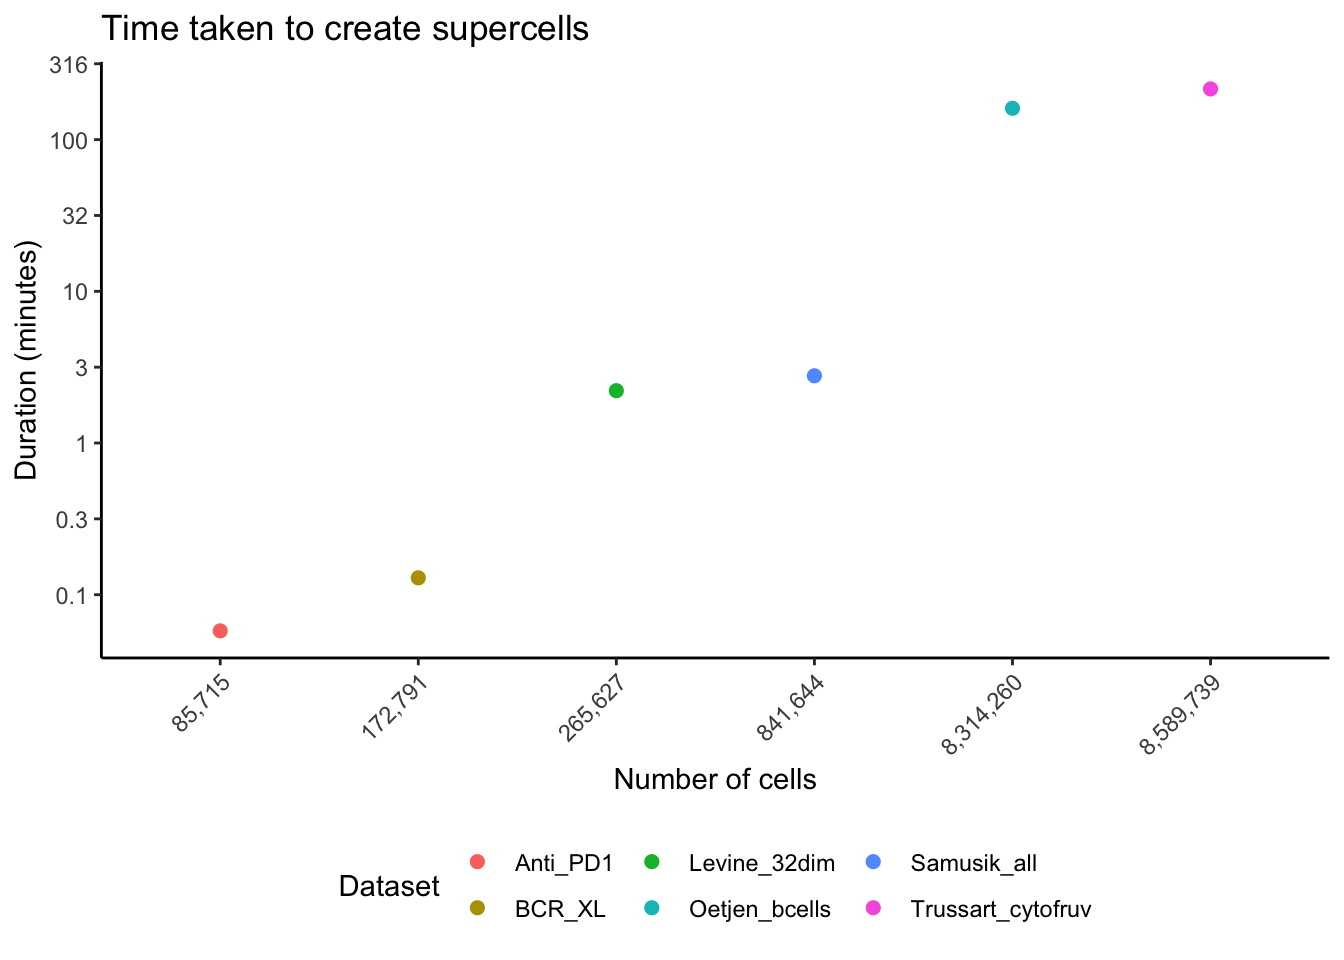 Time taken to create supercells
316
100
32
10
3
1
0.3
0.1
Duration (minutes)
85,715
172,791
265,627
841,644
8,314,260
8,589,739
Number of cells
Dataset
Anti_PD1
Levine_32dim
Samusik_all
BCR_XL
Oetjen_bcells
Trussart_cytofruv